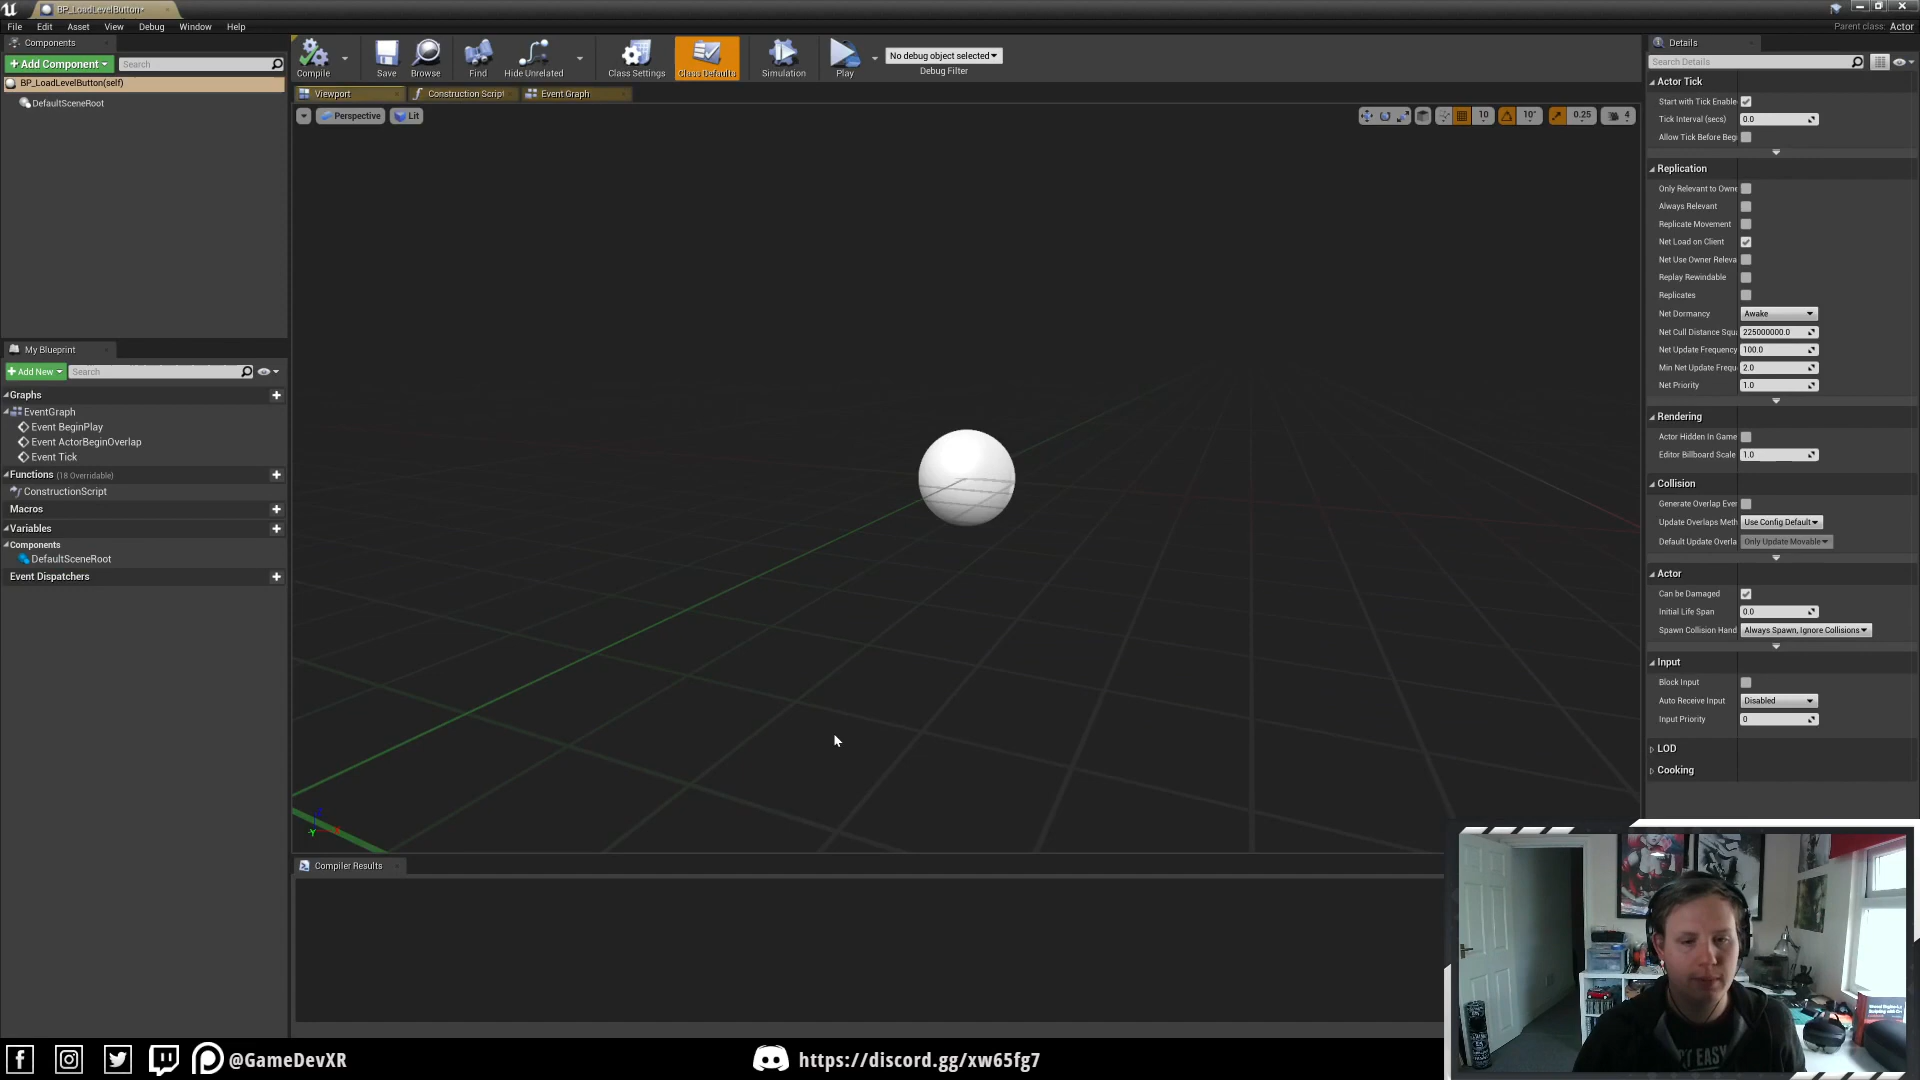 BP_LoadLevelButton*
File Edit Asset View Debug Window Help
Parent class: Actor
Components
+ Add Component
Search
BP_LoadLevelButton(self)
DefaultSceneRoot
My Blueprint
+ Add New
Search
Graphs
EventGraph
Event BeginPlay
Event ActorBeginOverlap
Event Tick
Functions (18 Overridable)
ConstructionScript
Macros
Variables
Components
DefaultSceneRoot
Event Dispatchers
Compile
Save
Browse
Find
Hide Unrelated
Class Settings
Class Defaults
Simulation
Play
No debug object selected
Debug Filter
Viewport
Construction Script
Event Graph
Perspective
Lit
10
10°
0.25
4
Compiler Results
Details
Search Details
Actor Tick
Start with Tick Enable
Tick Interval (secs) 0.0
Allow Tick Before Begi
Replication
Only Relevant to Owne
Always Relevant
Replicate Movement
Net Load on Client
Net Use Owner Releva
Replay Rewindable
Replicates
Net Dormancy Awake
Net Cull Distance Squ 225000000.0
Net Update Frequency 100.0
Min Net Update Frequ 2.0
Net Priority 1.0
Rendering
Actor Hidden In Game
Editor Billboard Scale 1.0
Collision
Generate Overlap Ever
Update Overlaps Meth Use Config Default
Default Update Overla Only Update Movable
Actor
Can be Damaged
Initial Life Span 0.0
Spawn Collision Hand Always Spawn, Ignore Collisions
Input
Block Input
Auto Receive Input Disabled
Input Priority 0
LOD
Cooking
@GameDevXR
https://discord.gg/xw65fg7